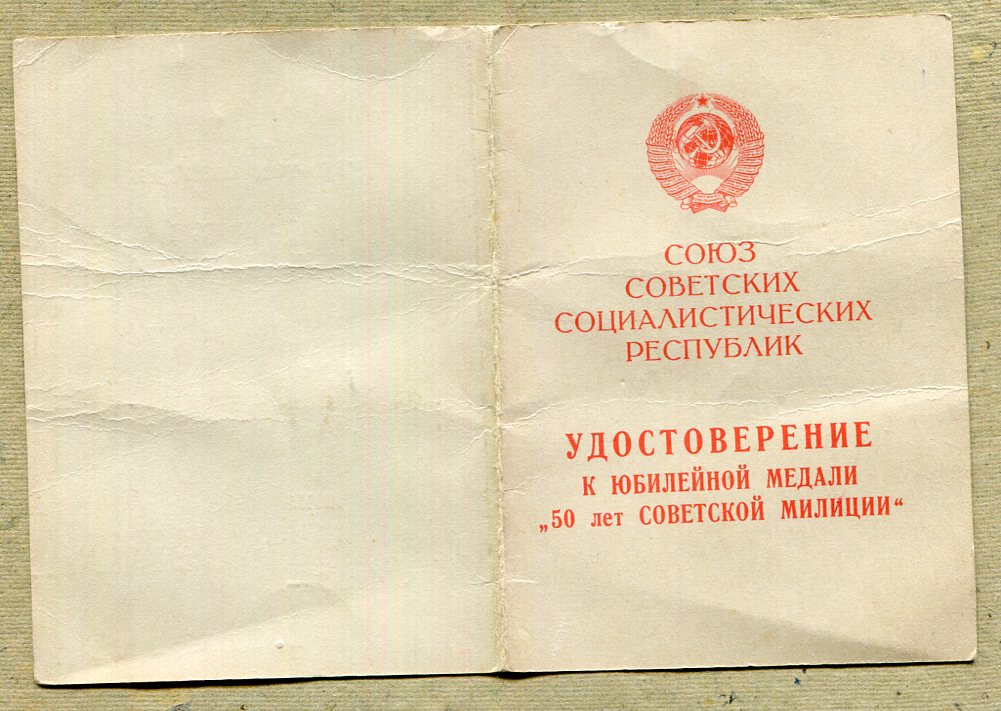 СОЮЗ
СОВЕТСКИХ
СОЦИАЛИСТИЧЕСКИХ
РЕСПУБЛИК
УДОСТОВЕРЕНИЕ
К ЮБИЛЕЙНОЙ МЕДАЛИ
„50 лет СОВЕТСКОЙ МИЛИЦИИ“